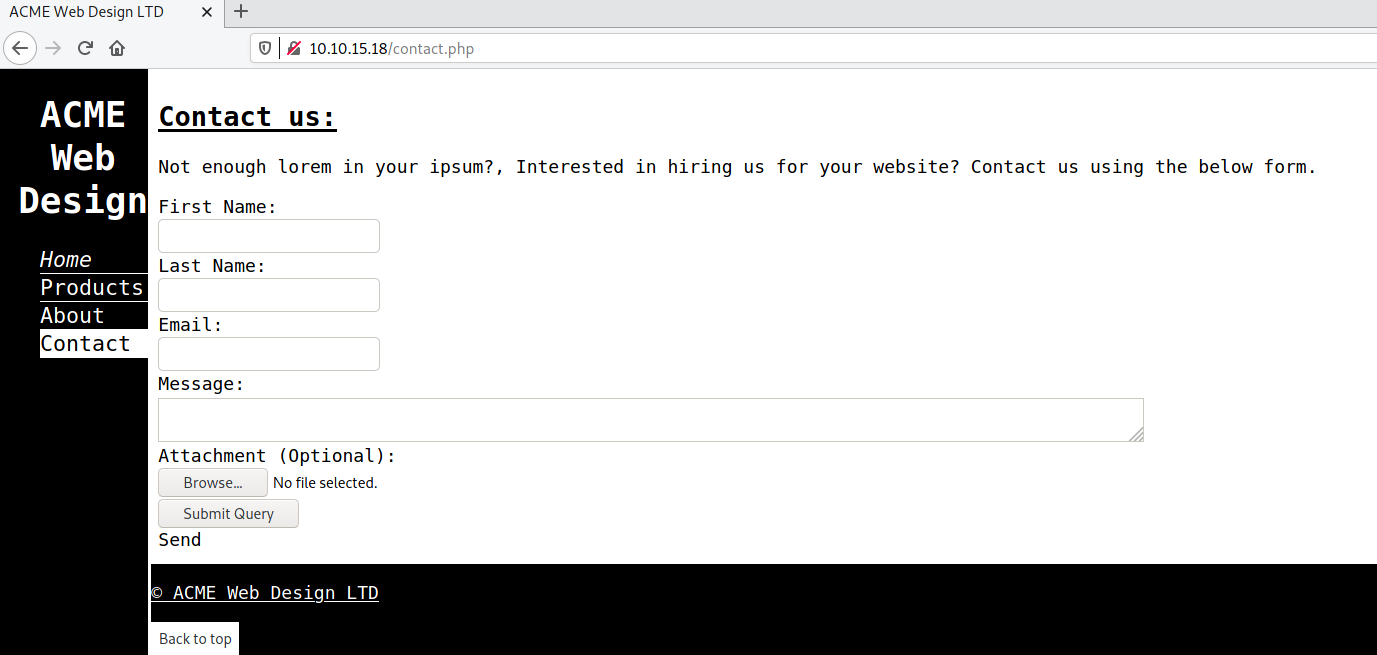 ACME Web Design LTD
10.10.15.18/contact.php
ACME
Web
Design
Home
Products
About
Contact
Contact us:
Not enough lorem in your ipsum?, Interested in hiring us for your website? Contact us using the below form.
First Name:
Last Name:
Email:
Message:
Attachment (Optional):
Browse... No file selected.
Submit Query
Send
© ACME Web Design LTD
Back to top